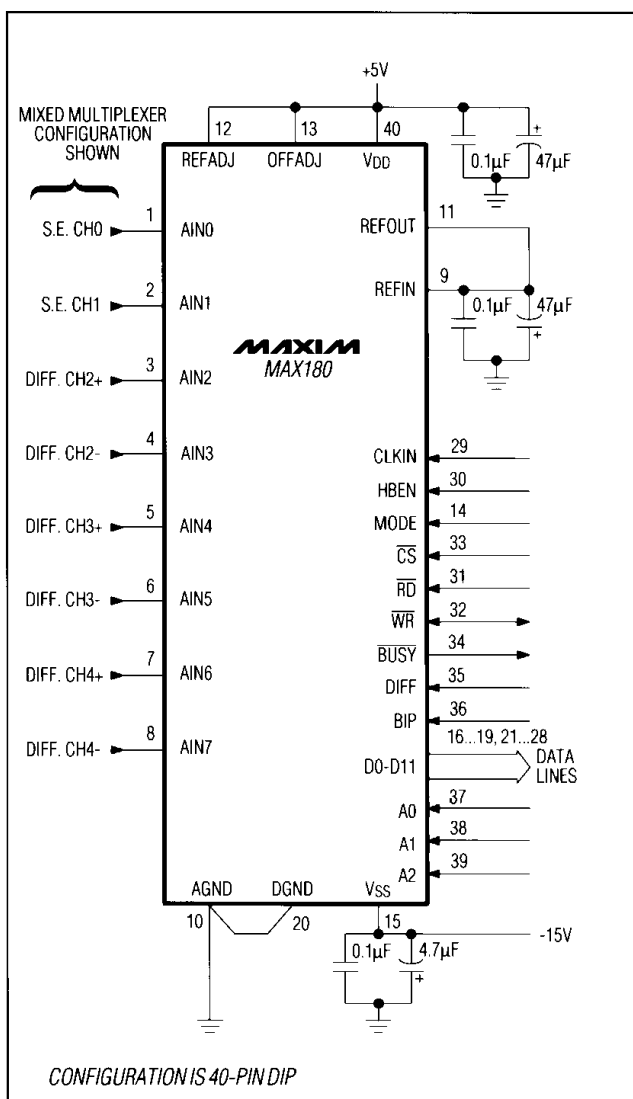 +5V
MIXED MULTIPLEXER
CONFIGURATION
SHOWN
12 13 40
REFADJ OFFADJ VDD
0.1µF 47µF
+
S.E. CH0 1 AIN0
REFOUT 11
S.E. CH1 2 AIN1
REFIN 9
0.1µF 47µF
+
MAXIM
MAX180
DIFF. CH2+ 3 AIN2
DIFF. CH2- 4 AIN3
DIFF. CH3+ 5 AIN4
DIFF. CH3- 6 AIN5
DIFF. CH4+ 7 AIN6
DIFF. CH4- 8 AIN7
CLKIN 29
HBEN 30
MODE 14
C̅S̅ 33
R̅D̅ 31
W̅R̅ 32
B̅U̅S̅Y̅ 34
DIFF 35
BIP 36
16...19, 21...28
D0-D11 DATA
LINES
A0 37
A1 38
A2 39
AGND DGND VSS
10 20 15
-15V
0.1µF 4.7µF
+
CONFIGURATION IS 40-PIN DIP